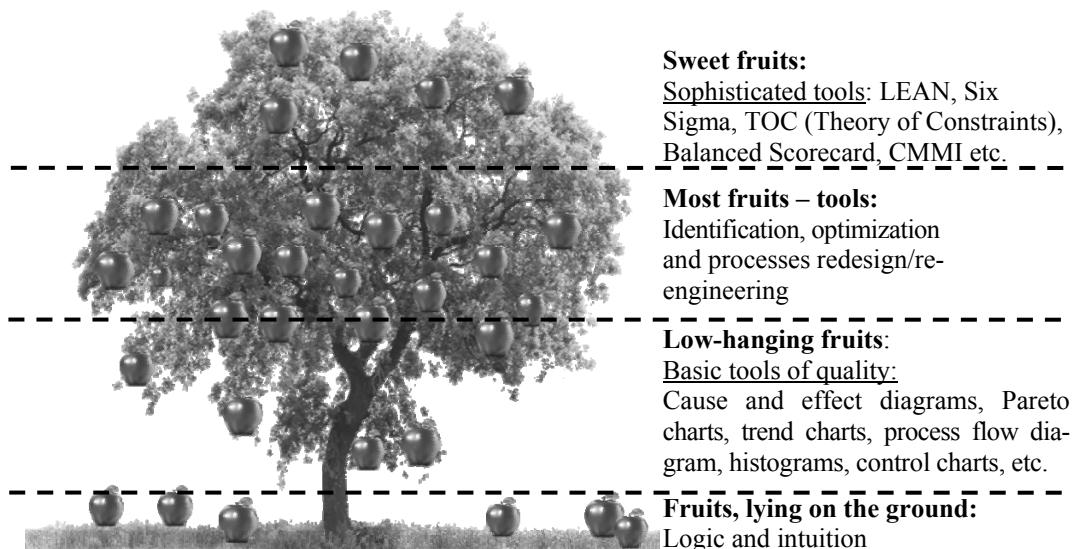 Sweet fruits:
Sophisticated tools: LEAN, Six
Sigma, TOC (Theory of Constraints),
Balanced Scorecard, CMMI etc.
Most fruits – tools:
Identification, optimization
and processes redesign/re-
engineering
Low-hanging fruits:
Basic tools of quality:
Cause and effect diagrams, Pareto
charts, trend charts, process flow dia-
gram, histograms, control charts, etc.
Fruits, lying on the ground:
Logic and intuition